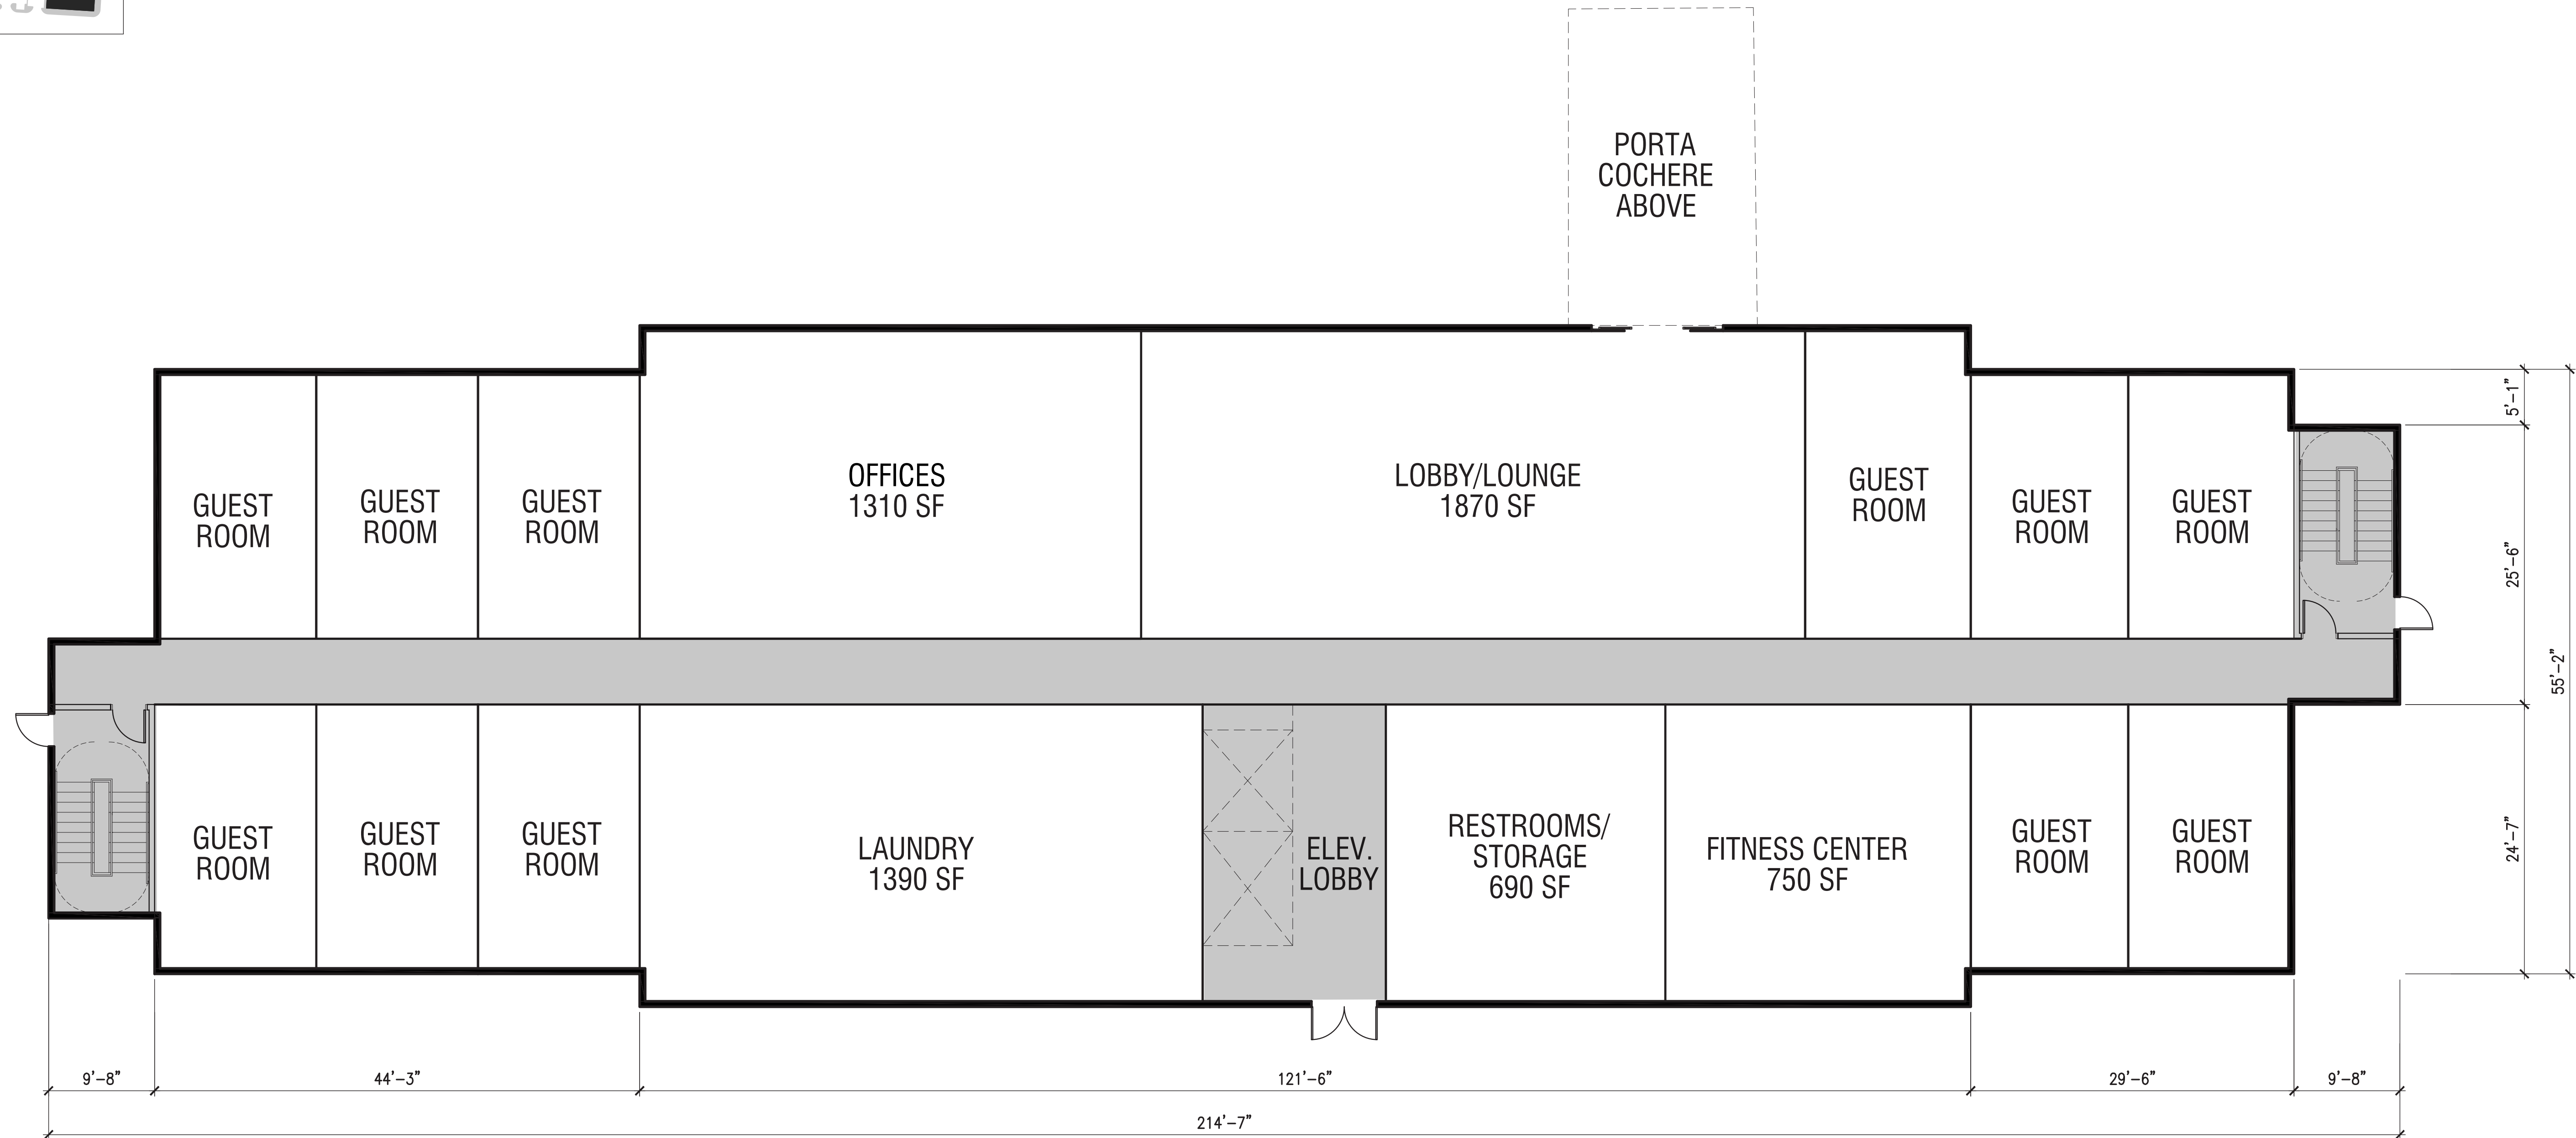 PORTA
COCHERE
ABOVE
OFFICES
1310 SF
LOBBY/LOUNGE
1870 SF
GUEST
ROOM
GUEST
ROOM
GUEST
ROOM
GUEST
ROOM
GUEST
ROOM
GUEST
ROOM
5'-1"
25'-6"
55'-2"
24'-7"
GUEST
ROOM
GUEST
ROOM
GUEST
ROOM
LAUNDRY
1390 SF
ELEV.
LOBBY
RESTROOMS/
STORAGE
690 SF
FITNESS CENTER
750 SF
GUEST
ROOM
GUEST
ROOM
9'-8"
44'-3"
121'-6"
29'-6"
9'-8"
214'-7"